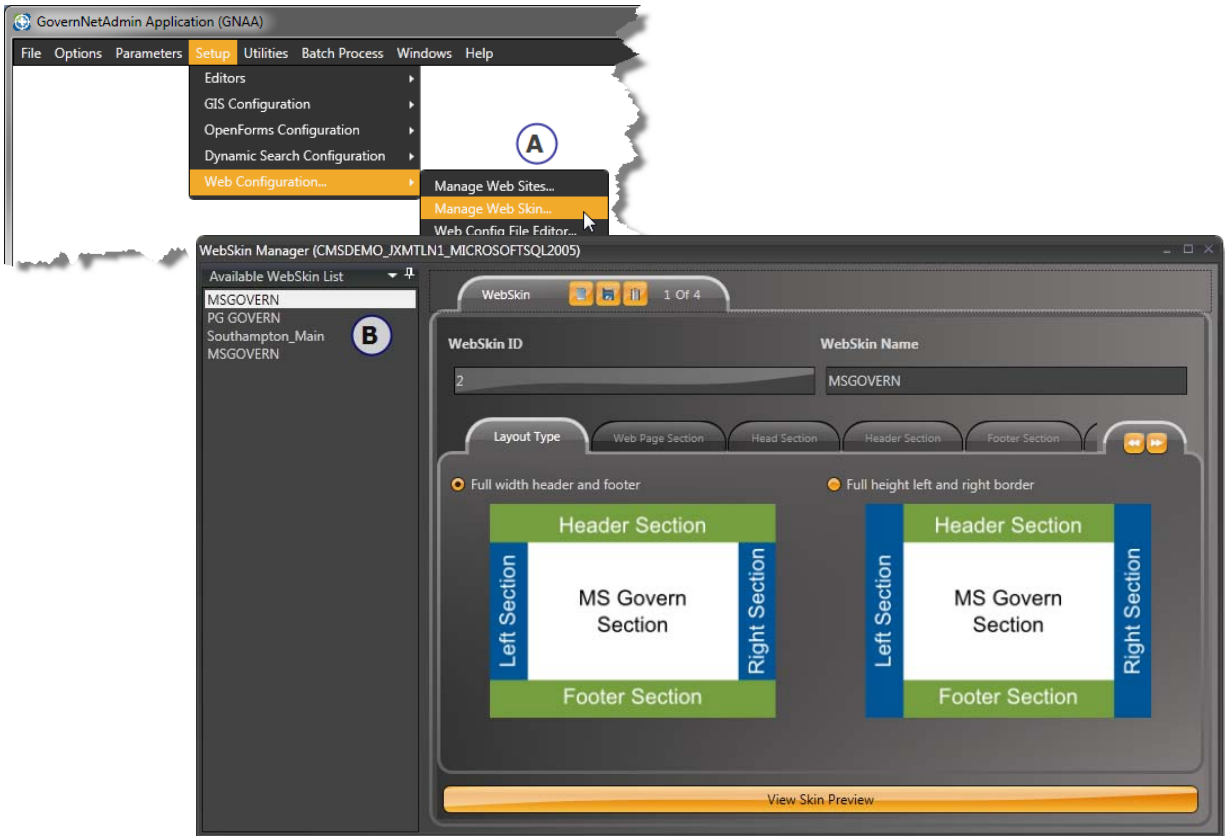 GovernNetAdmin Application (GNAA)
File Options Parameters Setup Utilities Batch Process Windows Help
Editors
GIS Configuration
OpenForms Configuration
Dynamic Search Configuration
Web Configuration...
A
Manage Web Sites...
Manage Web Skin...
Web Config File Editor...
WebSkin Manager (CMSDEMO_JXMTLN1_MICROSOFTSQL2005)
Available WebSkin List
MSGOVERN
PG GOVERN
Southampton_Main
MSGOVERN
B
WebSkin 1 Of 4
WebSkin ID WebSkin Name
2 MSGOVERN
Layout Type Web Page Section Head Section Header Section Footer Section
Full width header and footer Full height left and right border
Header Section
Left Section
MS Govern
Section
Right Section
Footer Section
Header Section
Left Section
MS Govern
Section
Right Section
Footer Section
View Skin Preview